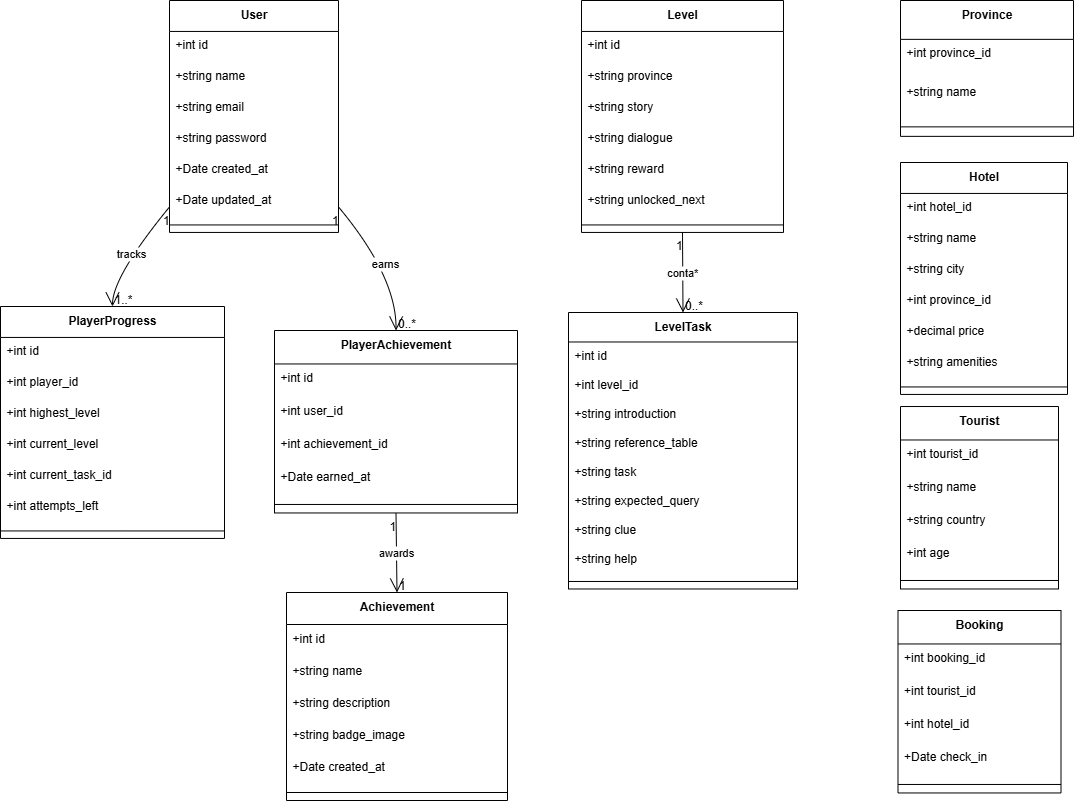 User
+int id
+string name
+string email
+string password
+Date created_at
+Date updated_at
1
1
tracks
earns
1..*
0..*
PlayerProgress
+int id
+int player_id
+int highest_level
+int current_level
+int current_task_id
+int attempts_left
PlayerAchievement
+int id
+int user_id
+int achievement_id
+Date earned_at
1
awards
1
Achievement
+int id
+string name
+string description
+string badge_image
+Date created_at
Level
+int id
+string province
+string story
+string dialogue
+string reward
+string unlocked_next
1
conta*
0..*
LevelTask
+int id
+int level_id
+string introduction
+string reference_table
+string task
+string expected_query
+string clue
+string help
Province
+int province_id
+string name
Hotel
+int hotel_id
+string name
+string city
+int province_id
+decimal price
+string amenities
Tourist
+int tourist_id
+string name
+string country
+int age
Booking
+int booking_id
+int tourist_id
+int hotel_id
+Date check_in